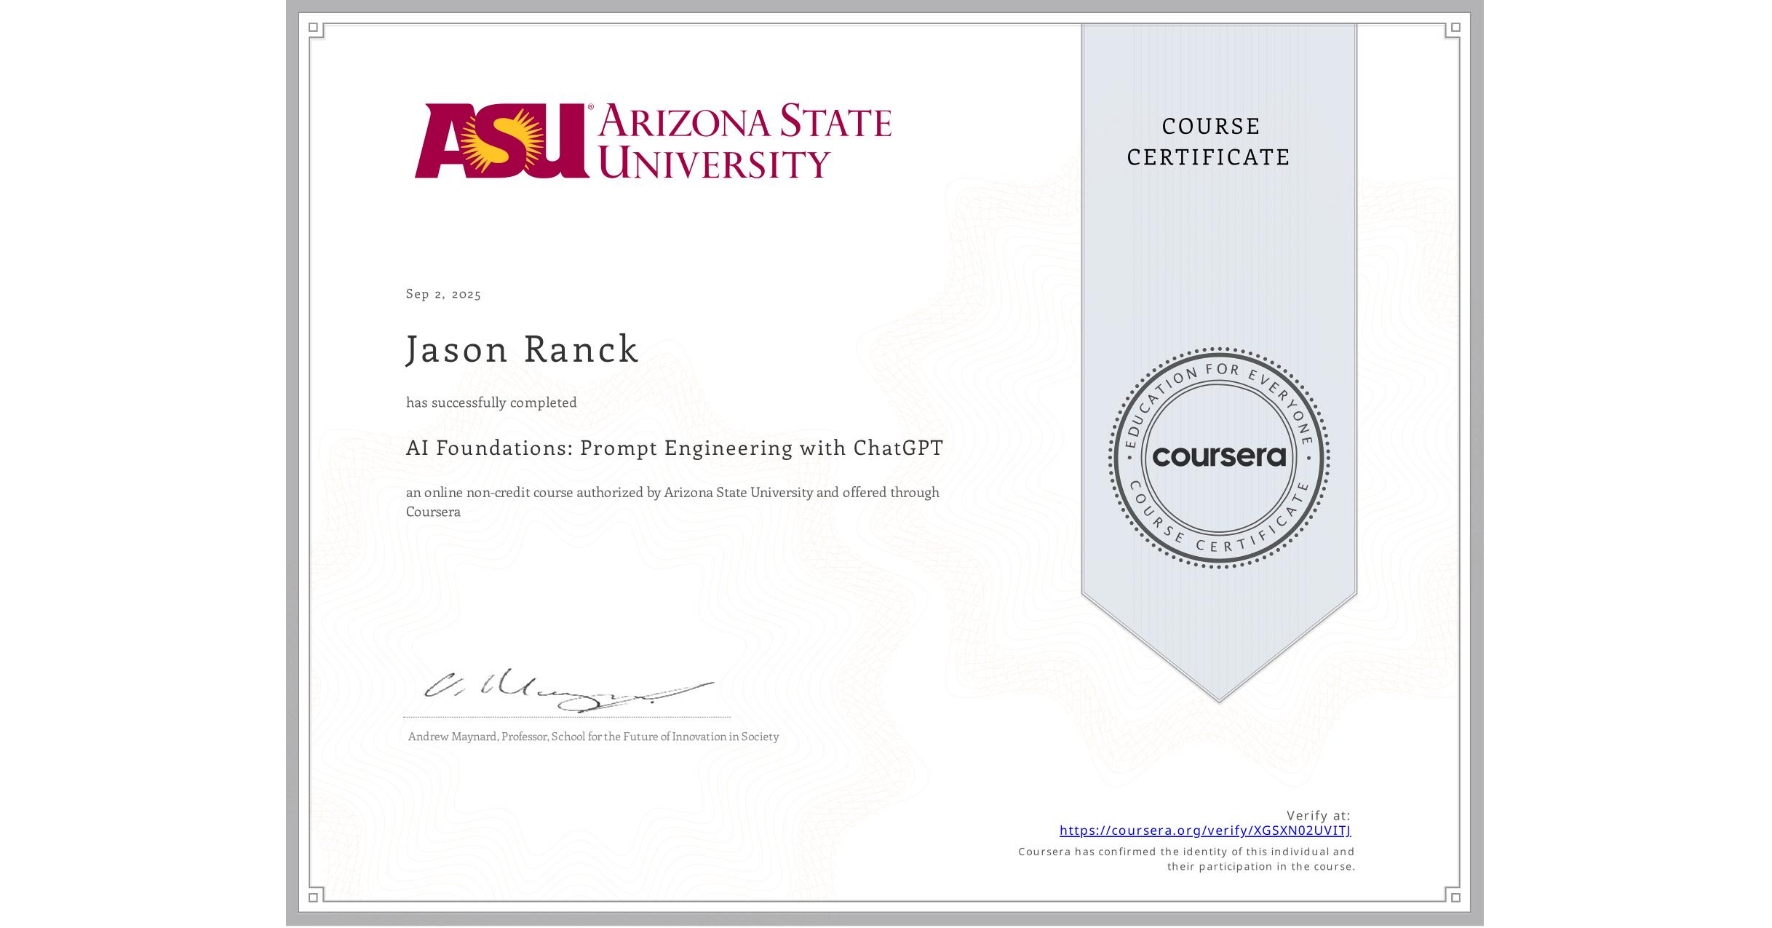 ASU® ARIZONA STATE
UNIVERSITY
COURSE
CERTIFICATE
Sep 2, 2025
Jason Ranck
has successfully completed
AI Foundations: Prompt Engineering with ChatGPT
an online non-credit course authorized by Arizona State University and offered through
Coursera
EDUCATION FOR EVERYONE
coursera
COURSE CERTIFICATE
Andrew Maynard, Professor, School for the Future of Innovation in Society
Verify at:
https://coursera.org/verify/XGSXN02UVITJ
Coursera has confirmed the identity of this individual and
their participation in the course.